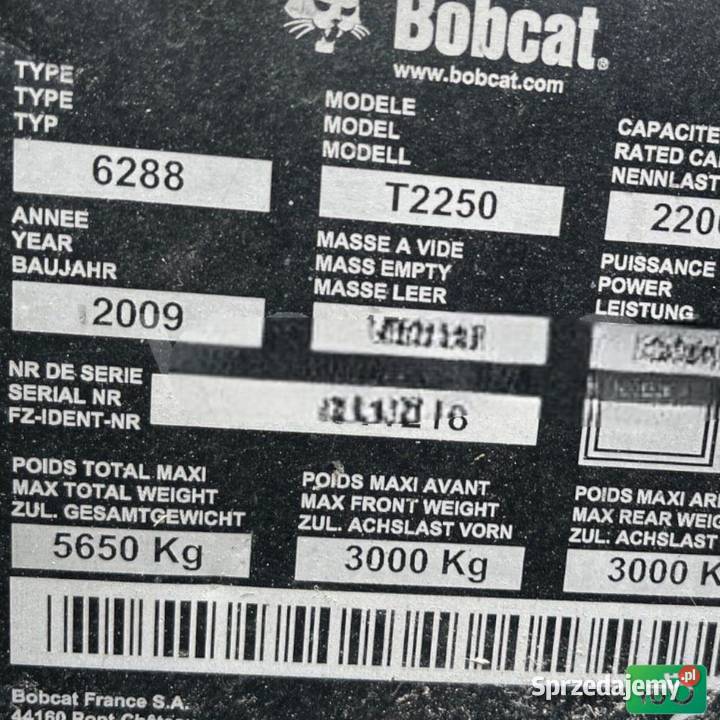 Bobcat®
www.bobcat.com
TYPE
TYPE
TYP
6288
MODELE
MODEL
MODELL
T2250
CAPACITE
RATED CA
NENNLAST
220
ANNEE
YEAR
BAUJAHR
2009
MASSE A VIDE
MASS EMPTY
MASSE LEER
PUISSANCE
POWER
LEISTUNG
NR DE SERIE
SERIAL NR
FZ-IDENT-NR
POIDS TOTAL MAXI
MAX TOTAL WEIGHT
ZUL. GESAMTGEWICHT
5650 Kg
POIDS MAXI AVANT
MAX FRONT WEIGHT
ZUL. ACHSLAST VORN
3000 Kg
POIDS MAXI AR
MAX REAR WEIG
ZUL. ACHSLAST
3000 K
Bobcat France S.A.
44160
Sprzedajemy.pl